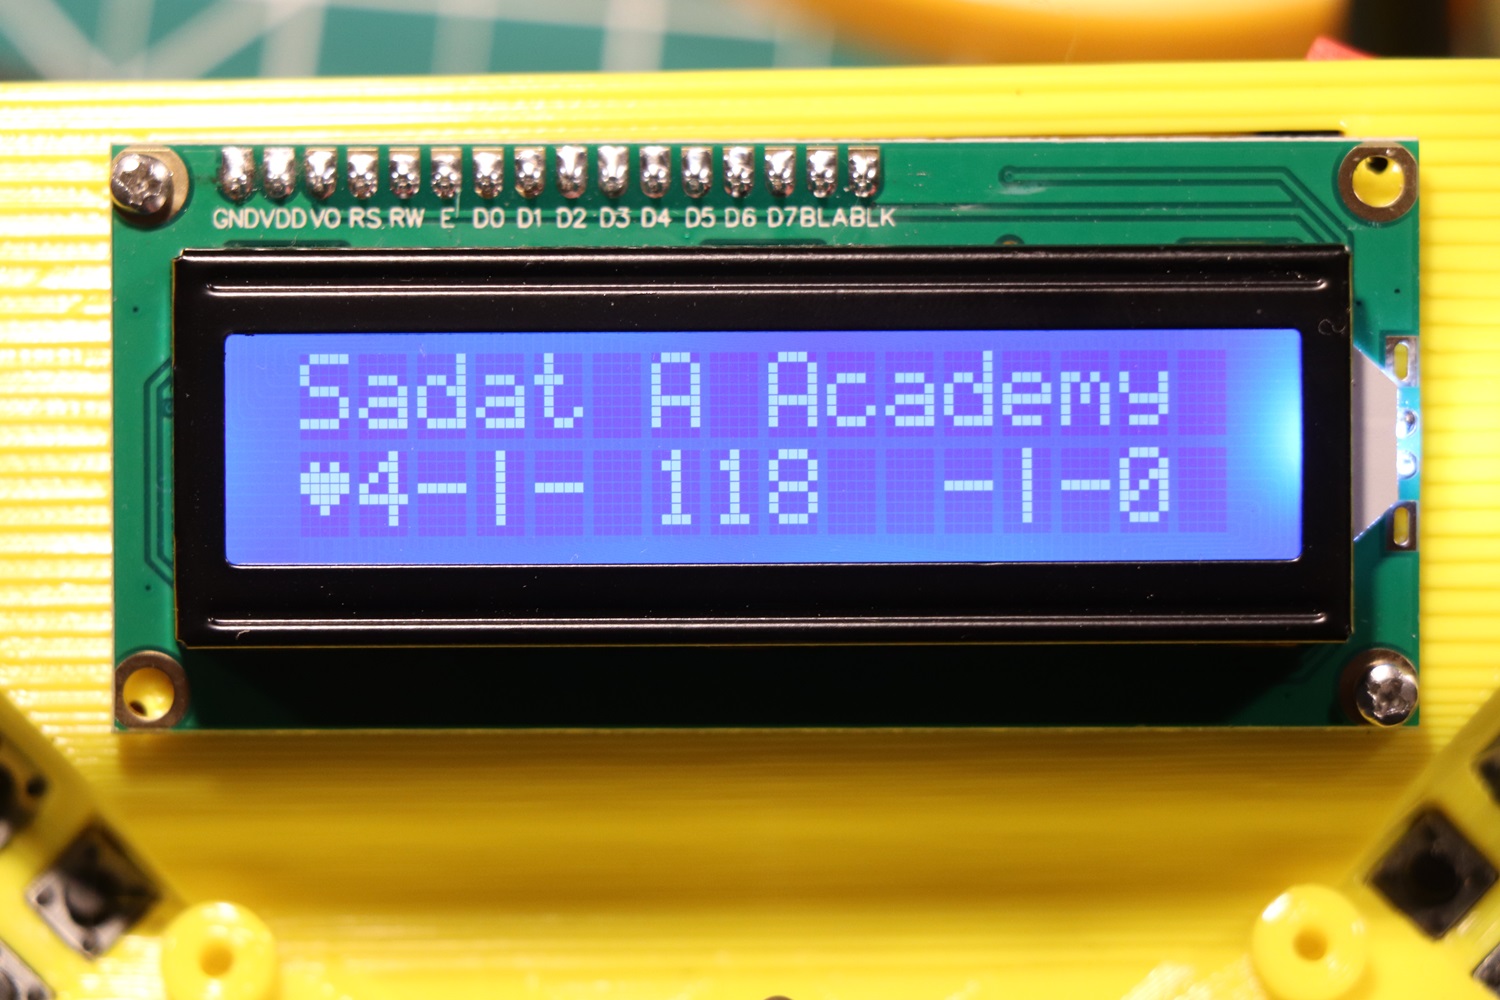 GND VDD VO RS RW E D0 D1 D2 D3 D4 D5 D6 D7 BLA BLK
Sadat A Academy
♥4-|- 118  -|-0